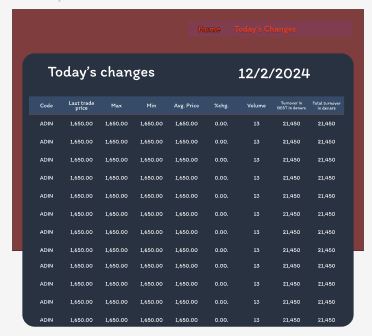 Home Today's Changes
Today's changes 12/2/2024
Code Last trade price Max Min Avg. Price %chg. Volume Turnover in BEST in denars Total turnover in denars
ADIN 1,650.00 1,650.00 1,650.00 1,650.00 0.00. 13 21,450 21,450
ADIN 1,650.00 1,650.00 1,650.00 1,650.00 0.00. 13 21,450 21,450
ADIN 1,650.00 1,650.00 1,650.00 1,650.00 0.00. 13 21,450 21,450
ADIN 1,650.00 1,650.00 1,650.00 1,650.00 0.00. 13 21,450 21,450
ADIN 1,650.00 1,650.00 1,650.00 1,650.00 0.00. 13 21,450 21,450
ADIN 1,650.00 1,650.00 1,650.00 1,650.00 0.00. 13 21,450 21,450
ADIN 1,650.00 1,650.00 1,650.00 1,650.00 0.00. 13 21,450 21,450
ADIN 1,650.00 1,650.00 1,650.00 1,650.00 0.00. 13 21,450 21,450
ADIN 1,650.00 1,650.00 1,650.00 1,650.00 0.00. 13 21,450 21,450
ADIN 1,650.00 1,650.00 1,650.00 1,650.00 0.00. 13 21,450 21,450
ADIN 1,650.00 1,650.00 1,650.00 1,650.00 0.00. 13 21,450 21,450
ADIN 1,650.00 1,650.00 1,650.00 1,650.00 0.00. 13 21,450 21,450